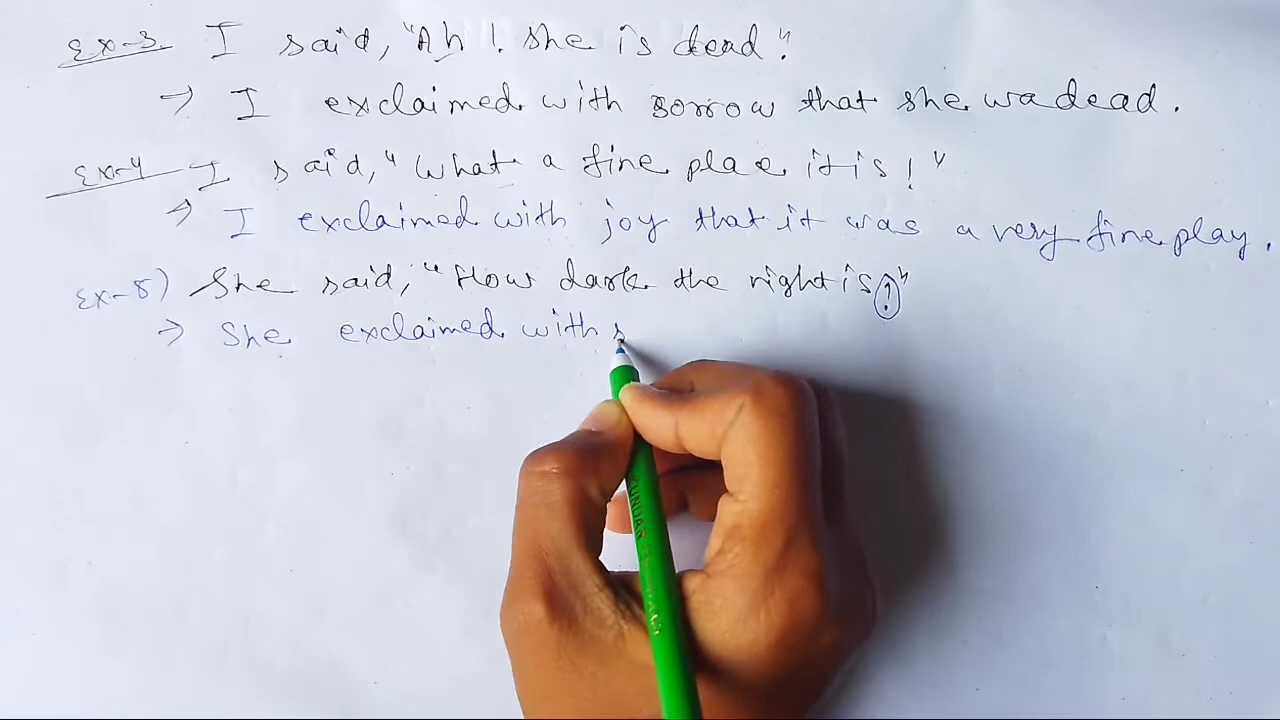 Ex-3. I said, "Ah ! she is dead".
→ I exclaimed with sorrow that she wa dead.
Ex-4 I said, "What a fine plac it is! "
→ I exclaimed with joy that it was a very fine play.
Ex-5) She said, "How dark the night is ! "
→ She exclaimed with s